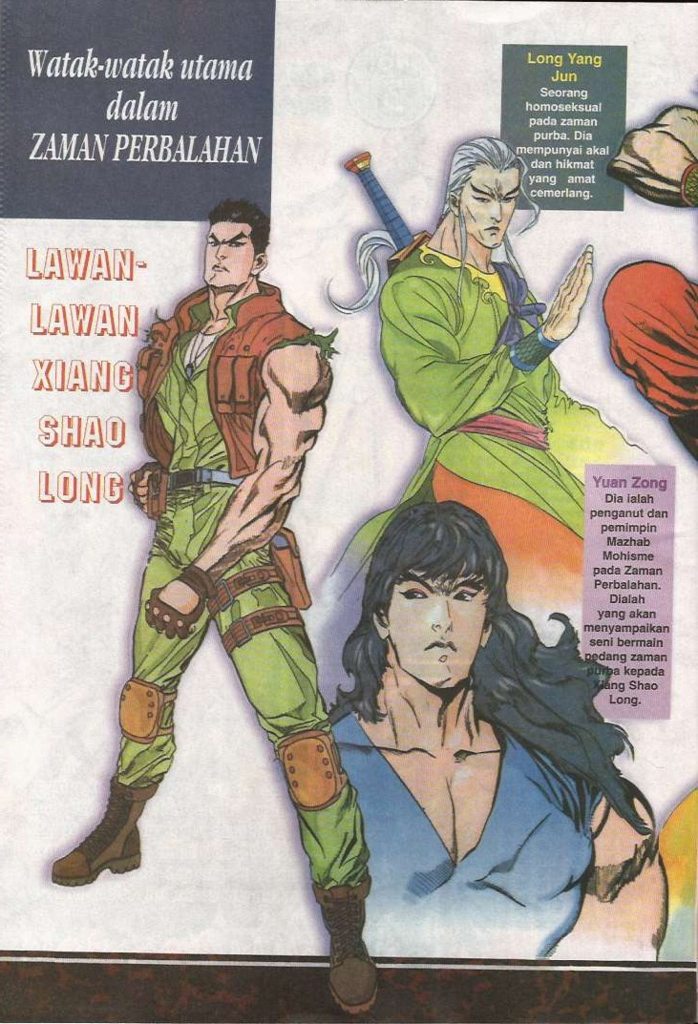 Watak-watak utama
dalam
ZAMAN PERBALAHAN
LAWAN-
LAWAN
XIANG
SHAO
LONG
Long Yang
Jun
Seorang
homoseksual
pada zaman
purba. Dia
mempunyai akal
dan hikmat
yang amat
cemerlang.
Yuan Zong
Dia ialah
penganut dan
pemimpin
Mazhab
Mohisme
pada Zaman
Perbalahan.
Dialah
yang akan
menyampaikan
seni bermain
pedang zaman
purba kepada
Xiang Shao
Long.